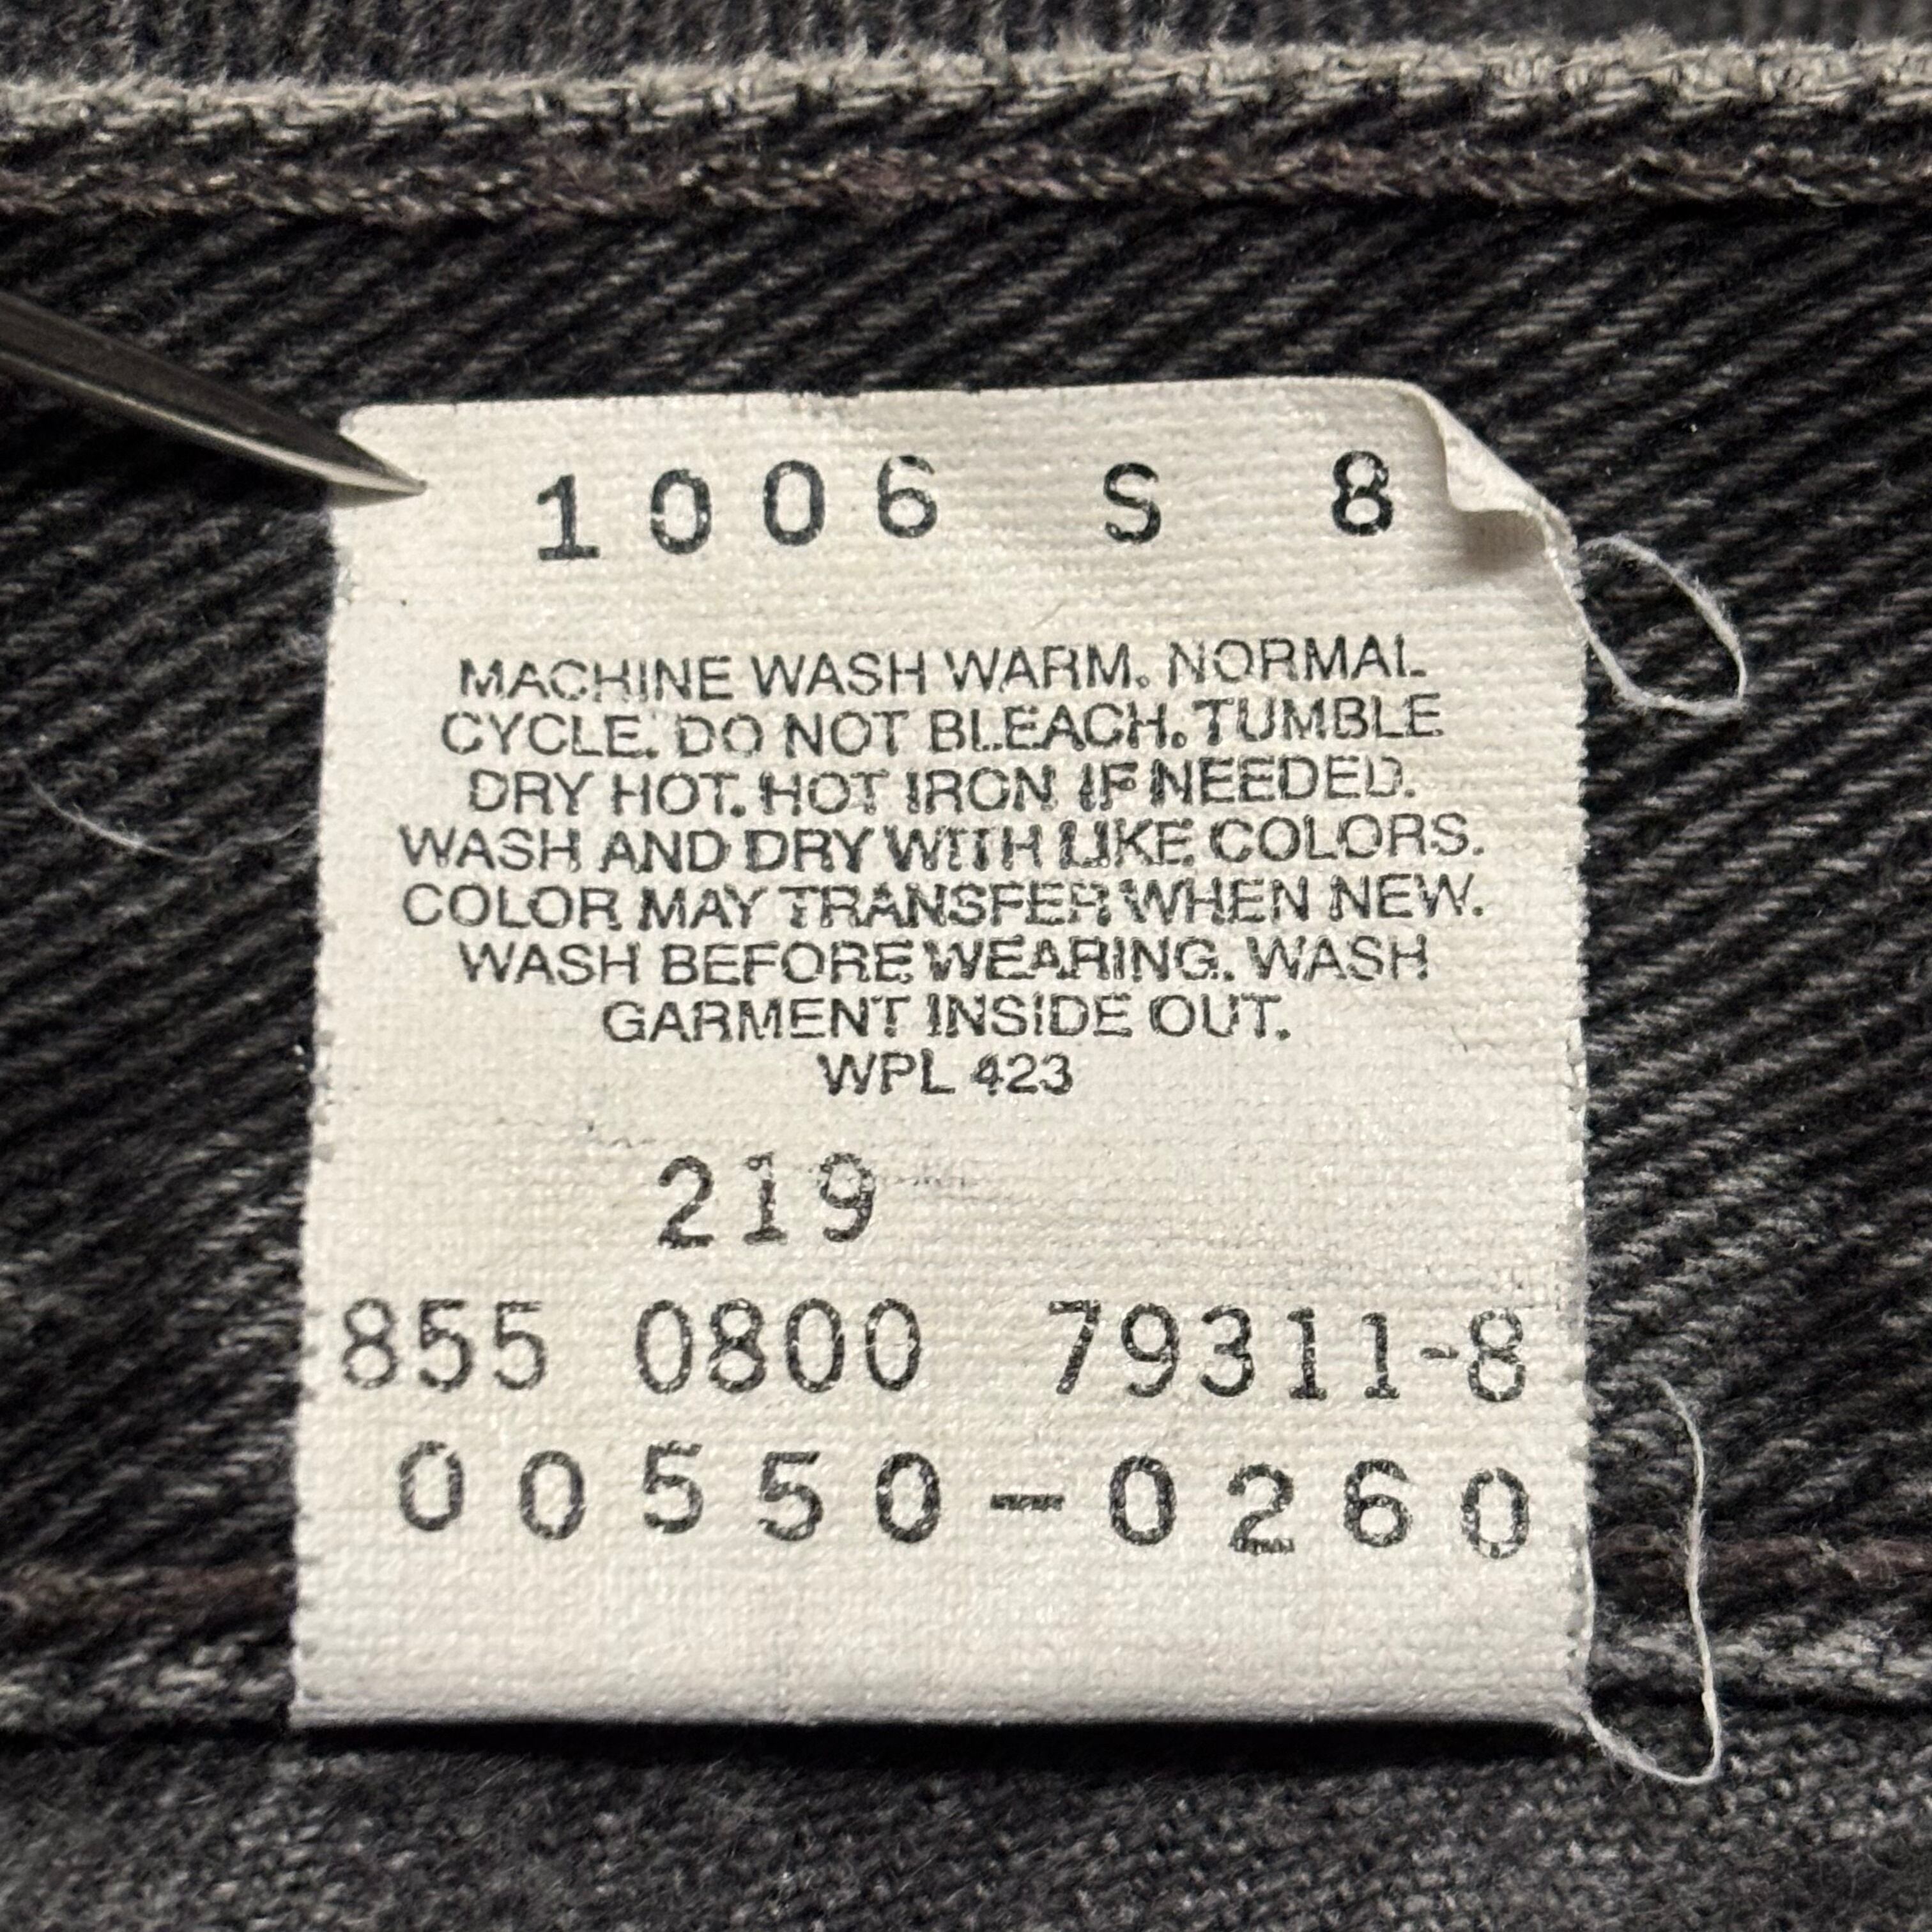 1006 S 8
MACHINE WASH WARM. NORMAL
CYCLE. DO NOT BLEACH. TUMBLE
DRY HOT. HOT IRON IF NEEDED.
WASH AND DRY WITH LIKE COLORS.
COLOR MAY TRANSFER WHEN NEW.
WASH BEFORE WEARING. WASH
GARMENT INSIDE OUT.
WPL 423
219
855 0800 79311-8
00550-0260